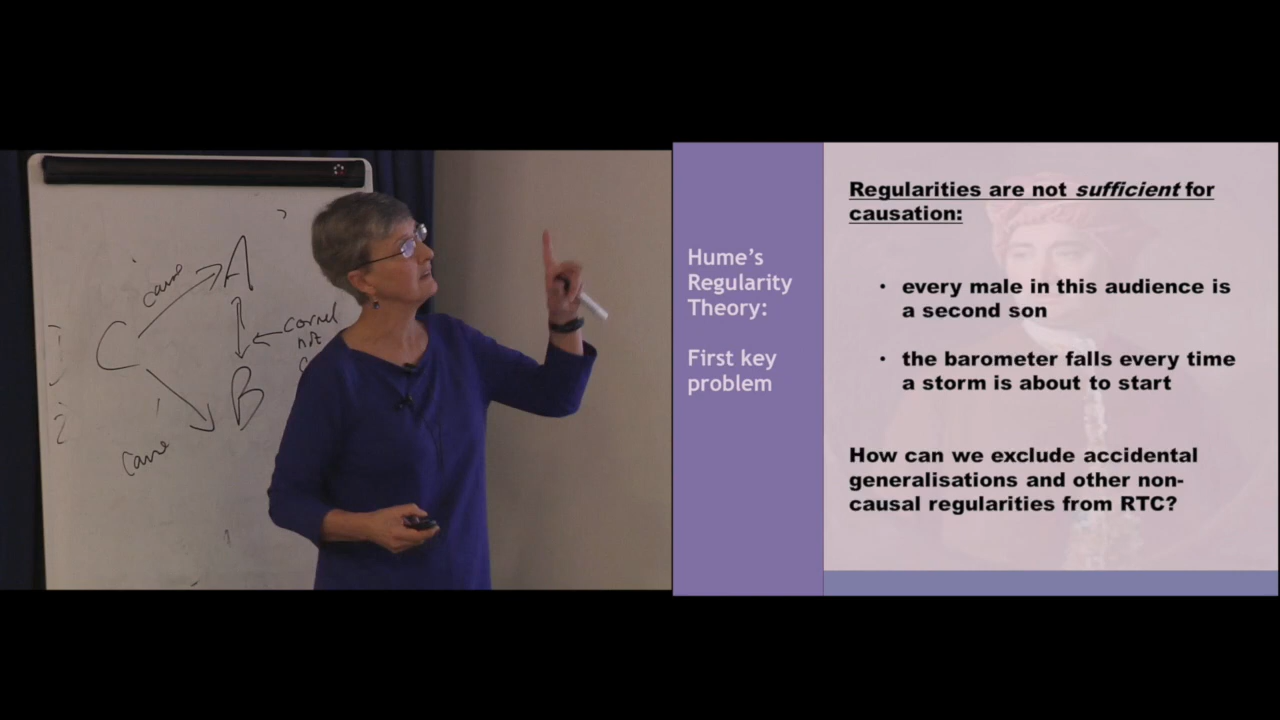 cause
A
C
correl
not
B
cause
Hume's
Regularity
Theory:
First key
problem
Regularities are not sufficient for
causation:
• every male in this audience is
a second son
• the barometer falls every time
a storm is about to start
How can we exclude accidental
generalisations and other non-
causal regularities from RTC?